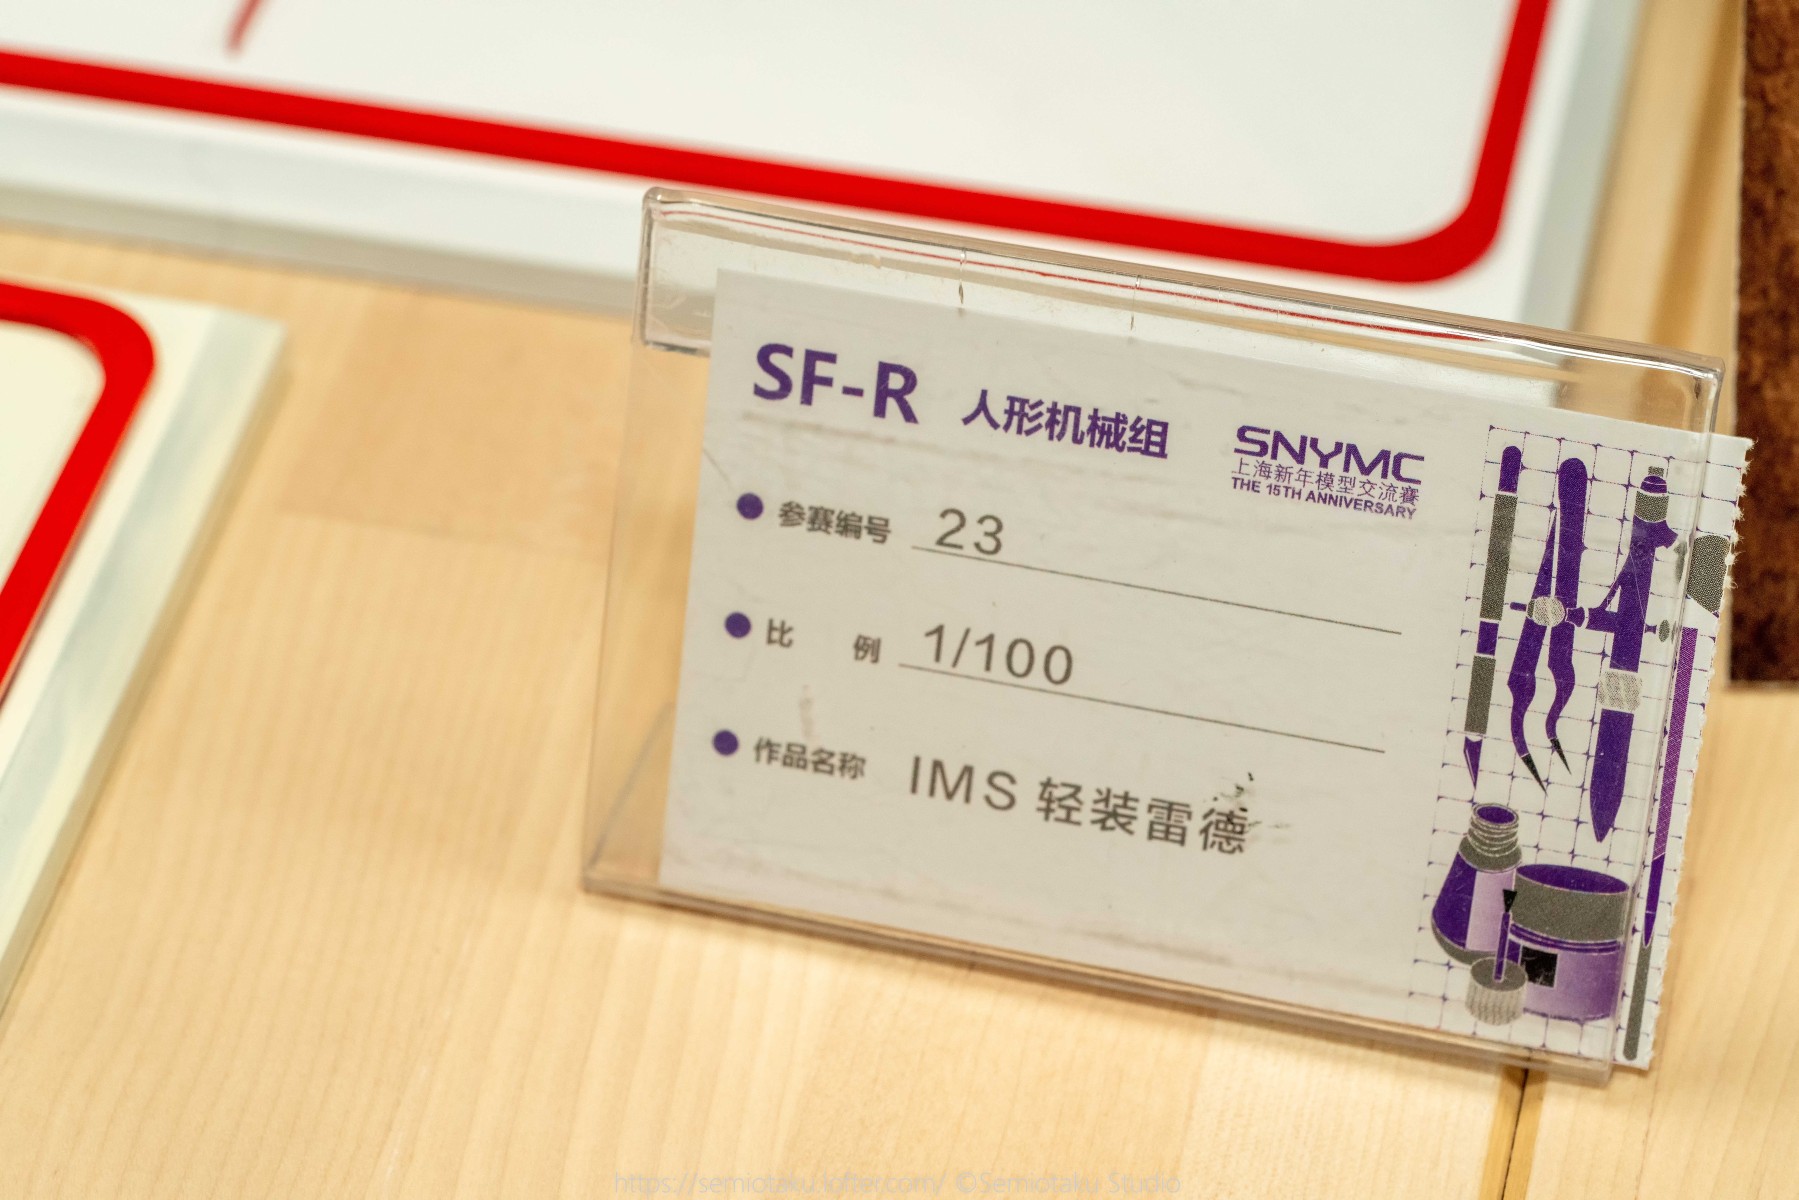 SF-R 人形机械组
SNYMC
上海新年模型交流赛
THE 15TH ANNIVERSARY
参赛编号 23
比 例 1/100
作品名称 IMS 轻装雷德
https://semiotaku.lofter.com/ ©Semiotaku Studio